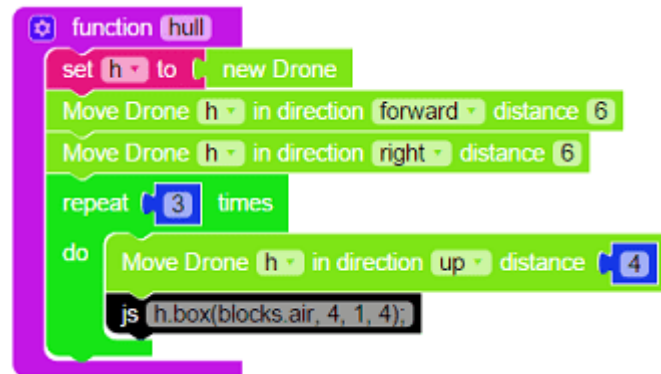 function hull
set h to new Drone
Move Drone h in direction forward distance 6
Move Drone h in direction right distance 6
repeat 3 times
do
Move Drone h in direction up distance 4
js h.box(blocks.air, 4, 1, 4);